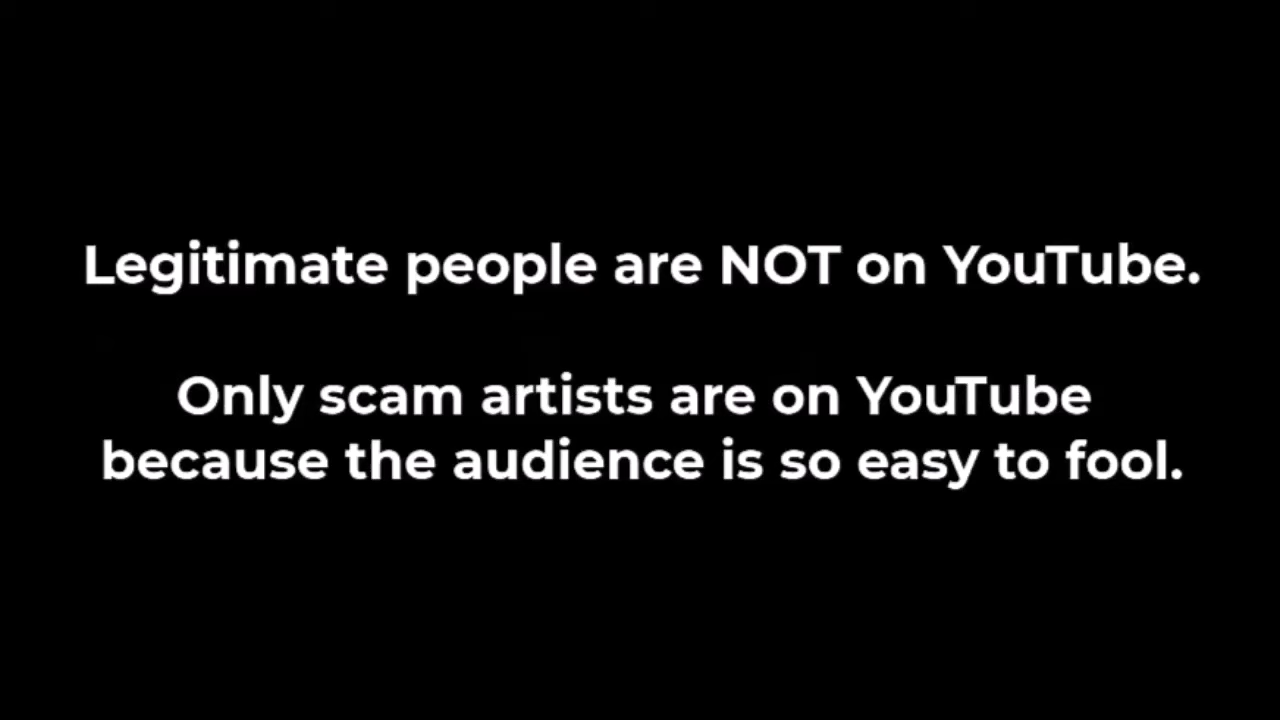 Legitimate people are NOT on YouTube.
Only scam artists are on YouTube
because the audience is so easy to fool.